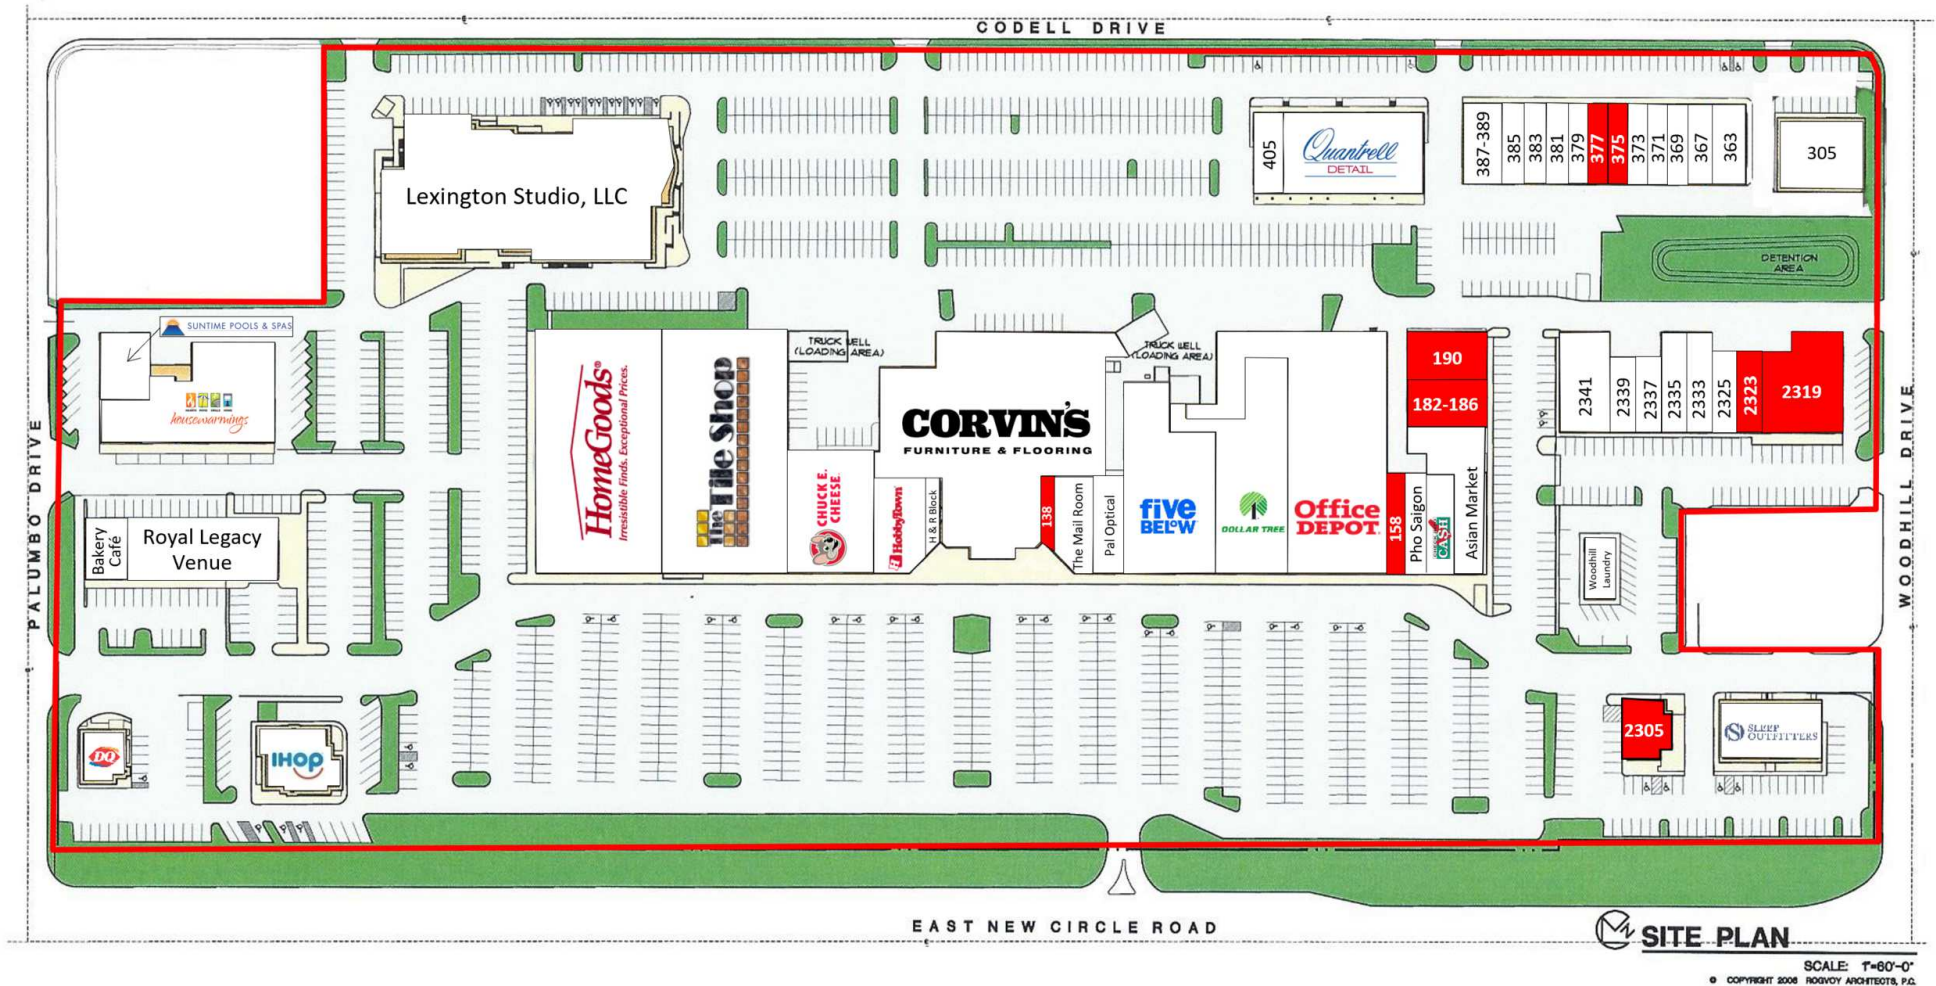 CODELL DRIVE
Lexington Studio, LLC
405
Quantrell
DETAIL
387-389
385
383
381
379
377
375
373
371
369
367
363
305
DETENTION
AREA
SUNTIME POOLS & SPAS
housewarmings
PALUMBO DRIVE
Bakery
Café
Royal Legacy
Venue
DQ
IHOP
HomeGoods®
Irresistible Finds. Exceptional Prices.
The Tile Shop
TRUCK WELL
(LOADING AREA)
CHUCK E.
CHEESE
HobbyTown
H & R Block
CORVIN'S
FURNITURE & FLOORING
138
The Mail Room
Pal Optical
TRUCK WELL
(LOADING AREA)
five
BELOW
DOLLAR TREE
Office
DEPOT
158
190
182-186
Pho Saigon
CASH
Asian Market
2341
2339
2337
2335
2333
2325
2323
2319
Woodhill
Laundry
WOODHILL DRIVE
2305
SLEEP
OUTFITTERS
EAST NEW CIRCLE ROAD
SITE PLAN
SCALE: 1"=60'-0"
© COPYRIGHT 2006 ROGVOY ARCHITECTS, P.C.